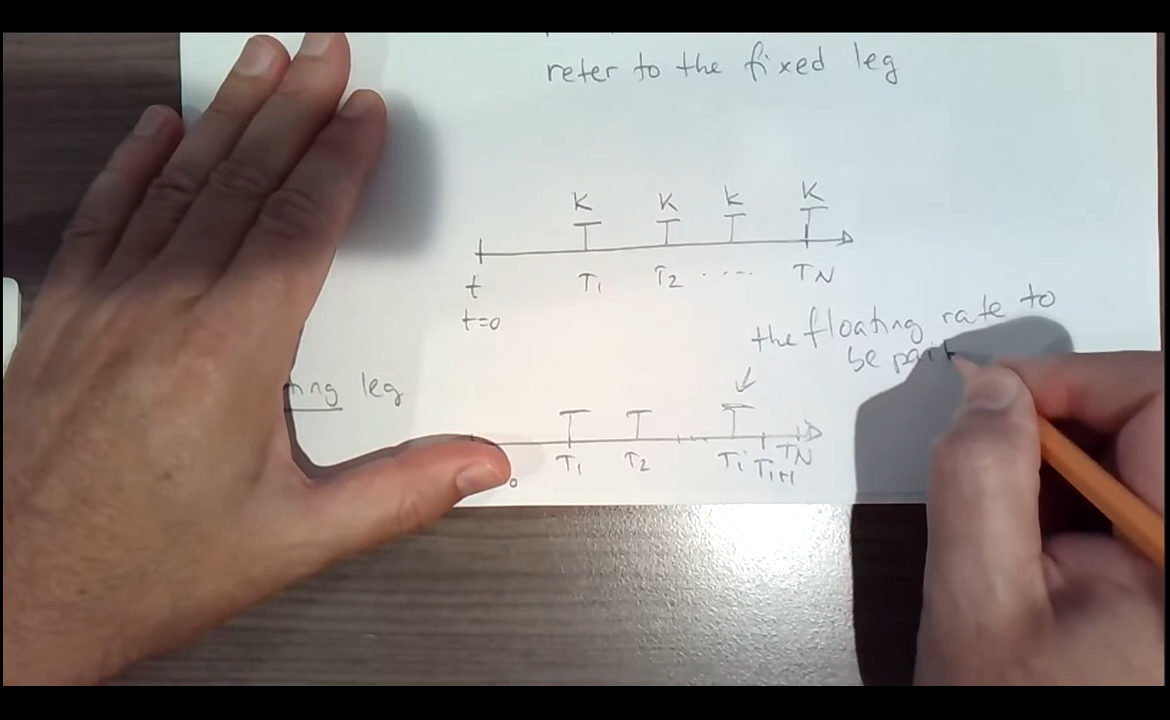 refer to the fixed leg
K K K K
t T1 T2 ..... TN
t=0
the floating rate to
be paid
leg
T1 T2 Ti Ti+1 TN